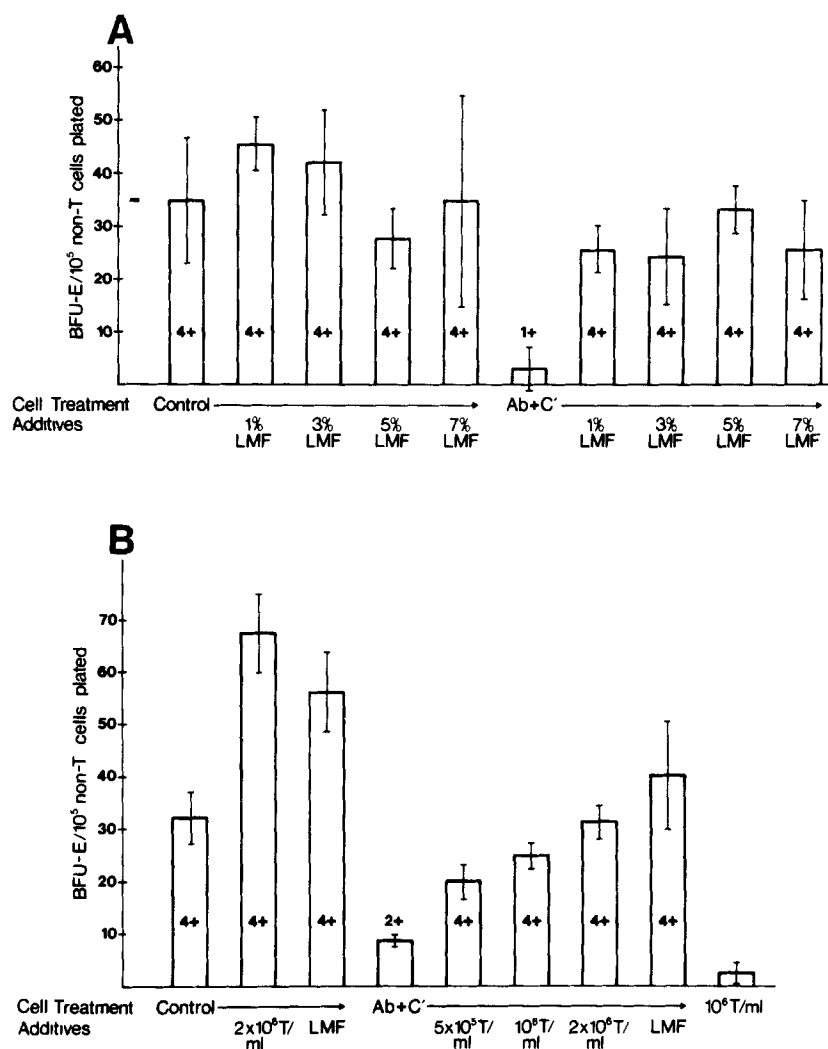 A
BFU-E/10⁵ non-T cells plated
60
50
40
30
20
10
4+ 4+ 4+ 4+ 4+ 1+ 4+ 4+ 4+ 4+
Cell Treatment Control Ab+C′
Additives 1% LMF 3% LMF 5% LMF 7% LMF 1% LMF 3% LMF 5% LMF 7% LMF
B
BFU-E/10⁵ non-T cells plated
70
60
50
40
30
20
10
4+ 4+ 4+ 2+ 4+ 4+ 4+ 4+
Cell Treatment Control Ab+C′ 10⁶T/ml
Additives 2x10⁶T/ml LMF 5x10⁵T/ml 10⁶T/ml 2x10⁶T/ml LMF